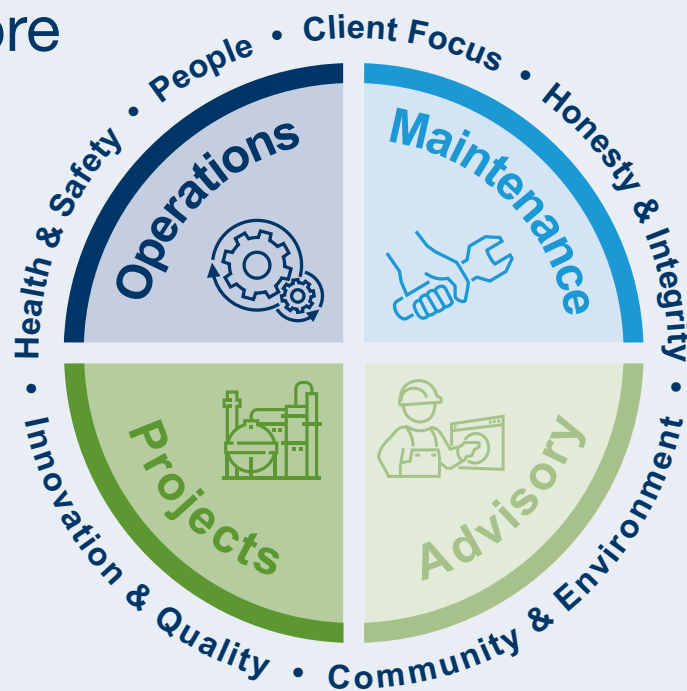 ore
Client Focus • Honesty & Integrity • Community & Environment • Innovation & Quality • Health & Safety • People •
Operations
Maintenance
Projects
Advisory